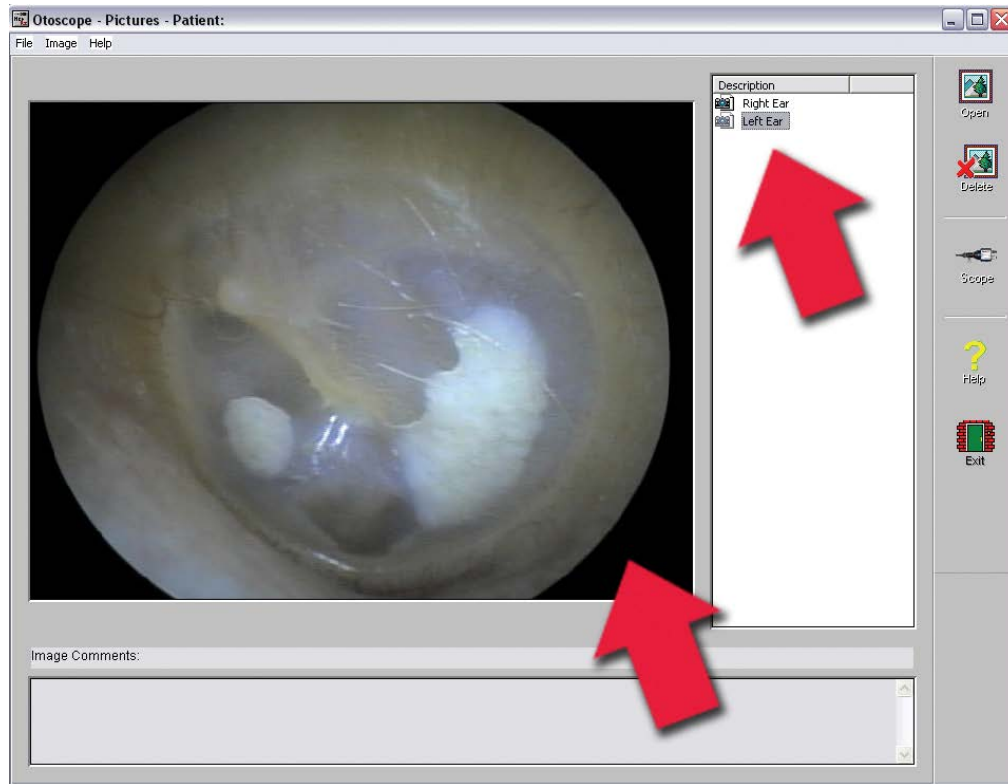 Otoscope - Pictures - Patient:
File Image Help
Description
Right Ear
Left Ear
Open
Delete
Scope
Help
Exit
Image Comments: